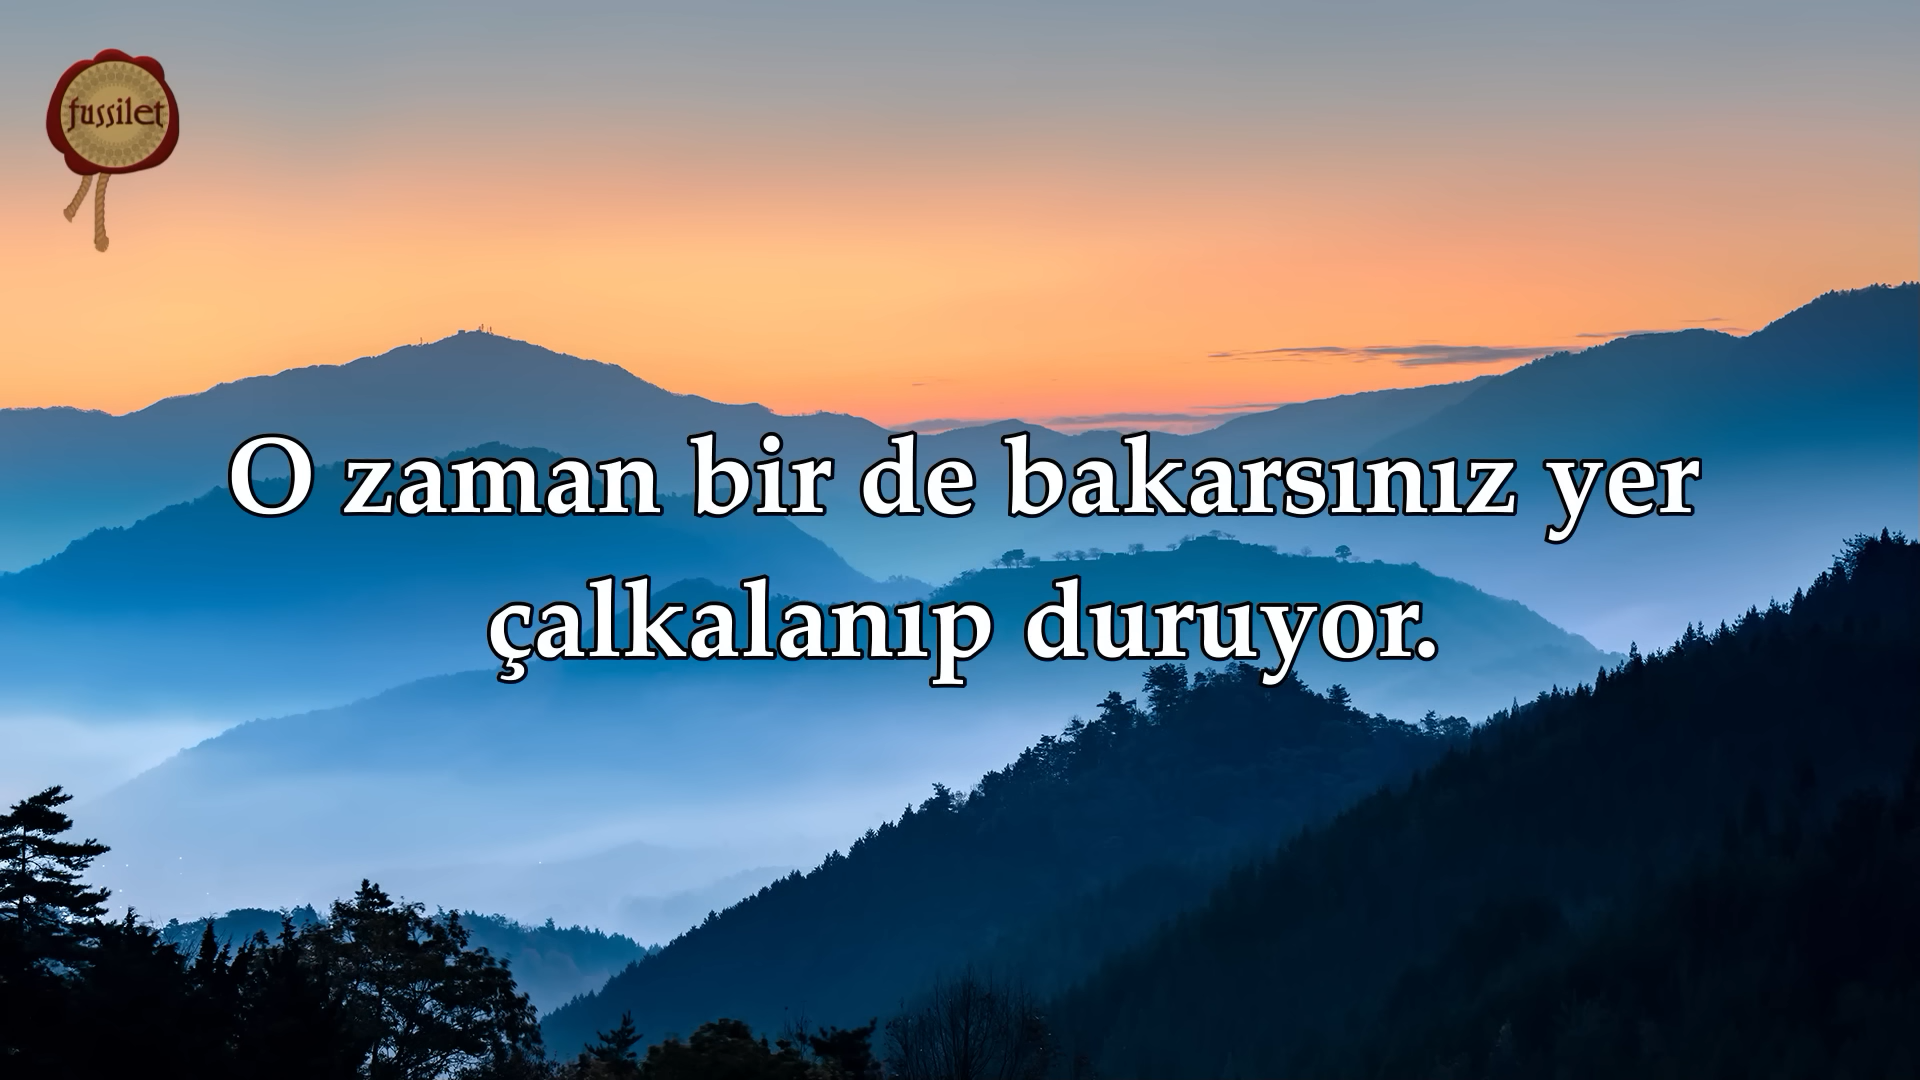 fussilet
O zaman bir de bakarsınız yer
çalkalanıp duruyor.